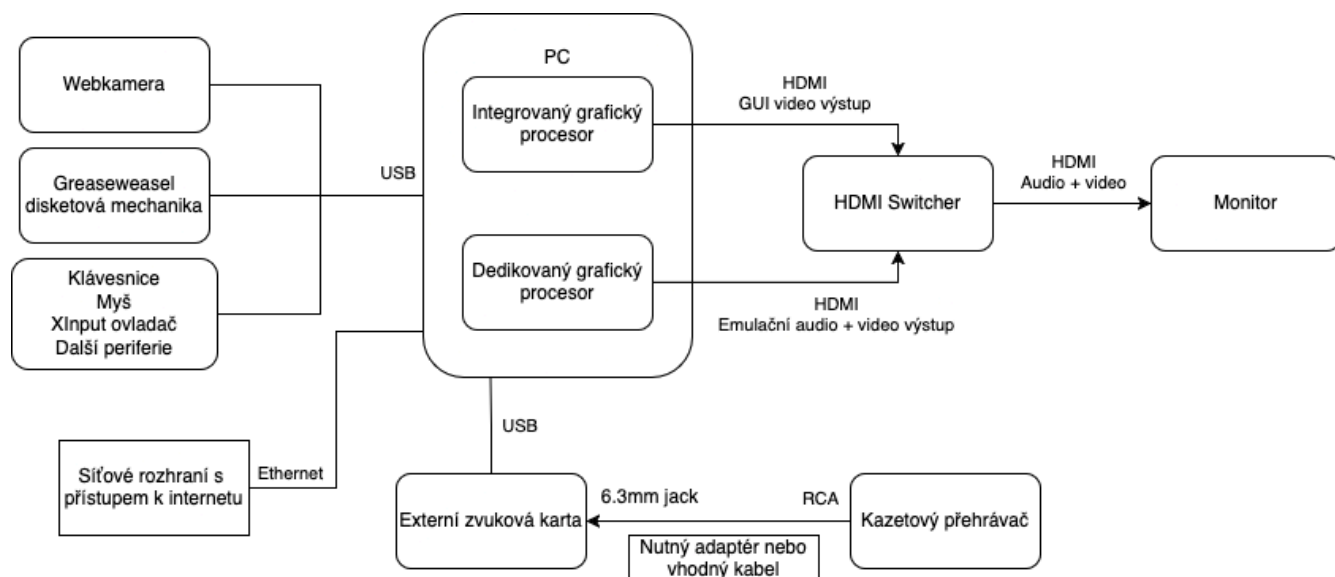 Webkamera
Greaseweasel
disketová mechanika
Klávesnice
Myš
XInput ovladač
Další periferie
USB
PC
Integrovaný grafický
procesor
Dedikovaný grafický
procesor
HDMI
GUI video výstup
HDMI Switcher
HDMI
Audio + video
Monitor
HDMI
Emulační audio + video výstup
Síťové rozhraní s
přístupem k internetu
Ethernet
USB
Externí zvuková karta
6.3mm jack
RCA
Kazetový přehrávač
Nutný adaptér nebo
vhodný kabel